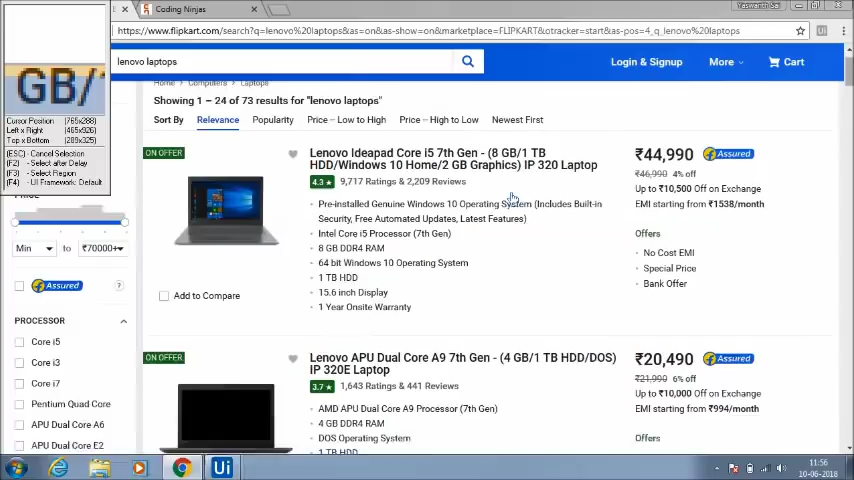 Coding Ninjas
Yaswanth Sai
https://www.flipkart.com/search?q=lenovo%20laptops&as=on&as-show=on&marketplace=FLIPKART&otracker=start&as-pos=4_q_lenovo%20laptops
GB/
Cursor Position [765x288]
Left x Right [465x926]
Top x Bottom [289x325]
(ESC) - Cancel Selection
(F2) - Select after Delay
(F3) - Select Region
(F4) - UI Framework: Default
lenovo laptops
Login & Signup
More
Cart
Home
Computers
Laptops
Showing 1 – 24 of 73 results for "lenovo laptops"
Sort By Relevance Popularity Price – Low to High Price – High to Low Newest First
ON OFFER
Lenovo Ideapad Core i5 7th Gen - (8 GB/1 TB
HDD/Windows 10 Home/2 GB Graphics) IP 320 Laptop
4.3 ★ 9,717 Ratings & 2,209 Reviews
• Pre-installed Genuine Windows 10 Operating System (Includes Built-in
Security, Free Automated Updates, Latest Features)
• Intel Core i5 Processor (7th Gen)
• 8 GB DDR4 RAM
• 64 bit Windows 10 Operating System
• 1 TB HDD
• 15.6 inch Display
• 1 Year Onsite Warranty
Add to Compare
₹44,990 Assured
₹46,990 4% off
Up to ₹10,500 Off on Exchange
EMI starting from ₹1538/month
Offers
• No Cost EMI
• Special Price
• Bank Offer
PRICE
Min to ₹70000+
Assured ?
PROCESSOR
Core i5
Core i3
Core i7
Pentium Quad Core
APU Dual Core A6
APU Dual Core E2
ON OFFER
Lenovo APU Dual Core A9 7th Gen - (4 GB/1 TB HDD/DOS)
IP 320E Laptop
3.7 ★ 1,643 Ratings & 441 Reviews
• AMD APU Dual Core A9 Processor (7th Gen)
• 4 GB DDR4 RAM
• DOS Operating System
• 1 TB HDD
₹20,490 Assured
₹21,990 6% off
Up to ₹10,000 Off on Exchange
EMI starting from ₹994/month
Offers
Ui
11:56
10-06-2018